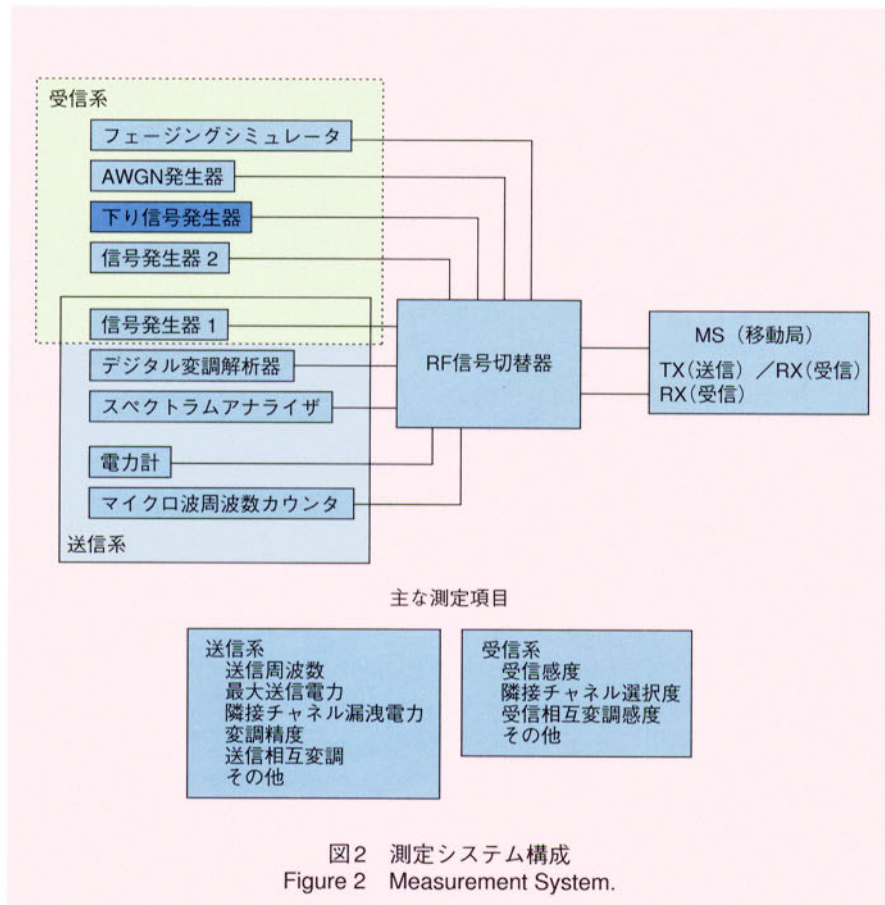 受信系
フェージングシミュレータ
AWGN発生器
下り信号発生器
信号発生器 2
信号発生器 1
デジタル変調解析器
スペクトラムアナライザ
電力計
マイクロ波周波数カウンタ
送信系
RF信号切替器
MS（移動局）
TX（送信）／RX（受信）
RX（受信）
主な測定項目
送信系
送信周波数
最大送信電力
隣接チャネル漏洩電力
変調精度
送信相互変調
その他
受信系
受信感度
隣接チャネル選択度
受信相互変調感度
その他
図2　測定システム構成
Figure 2　Measurement System.